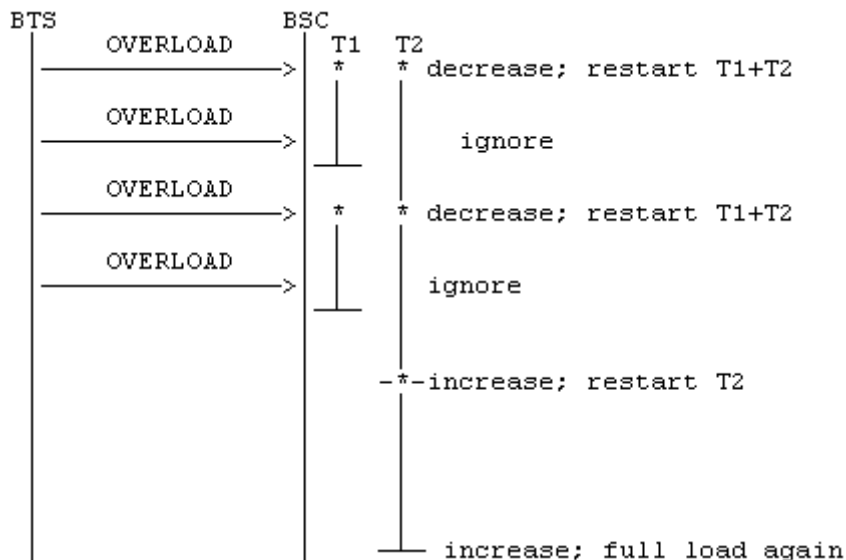 BTS BSC
OVERLOAD T1 T2
* * decrease; restart T1+T2
OVERLOAD
ignore
OVERLOAD
* * decrease; restart T1+T2
OVERLOAD
ignore
-*-increase; restart T2
increase; full load again